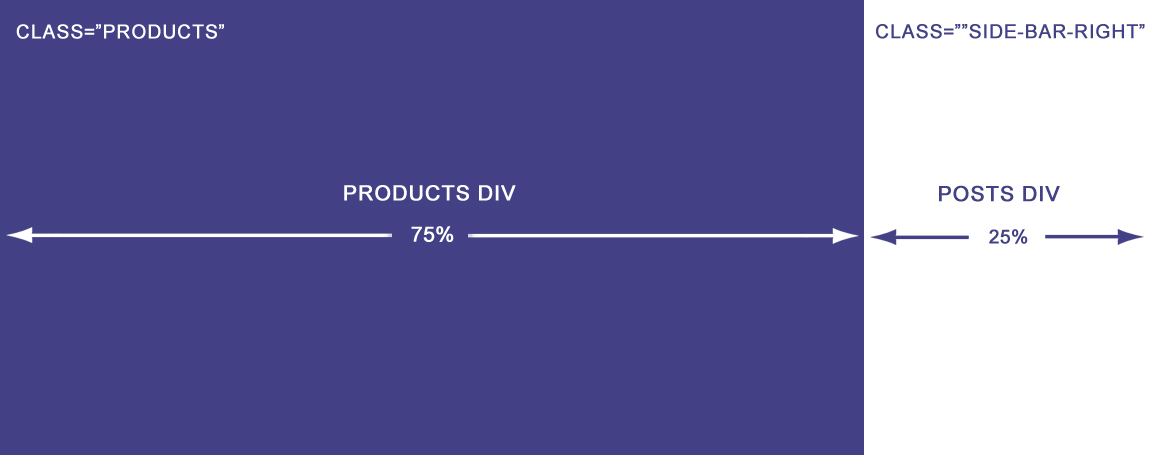 CLASS=”PRODUCTS”
CLASS=””SIDE-BAR-RIGHT”
PRODUCTS DIV
75%
POSTS DIV
25%